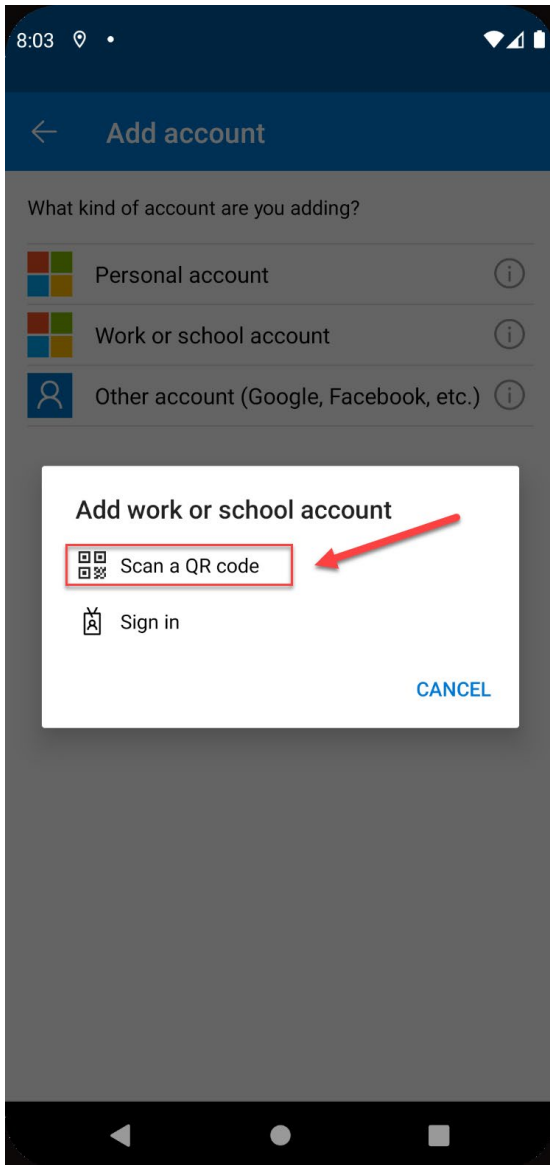 8:03
Add account
What kind of account are you adding?
Personal account
Work or school account
Other account (Google, Facebook, etc.)
Add work or school account
Scan a QR code
Sign in
CANCEL